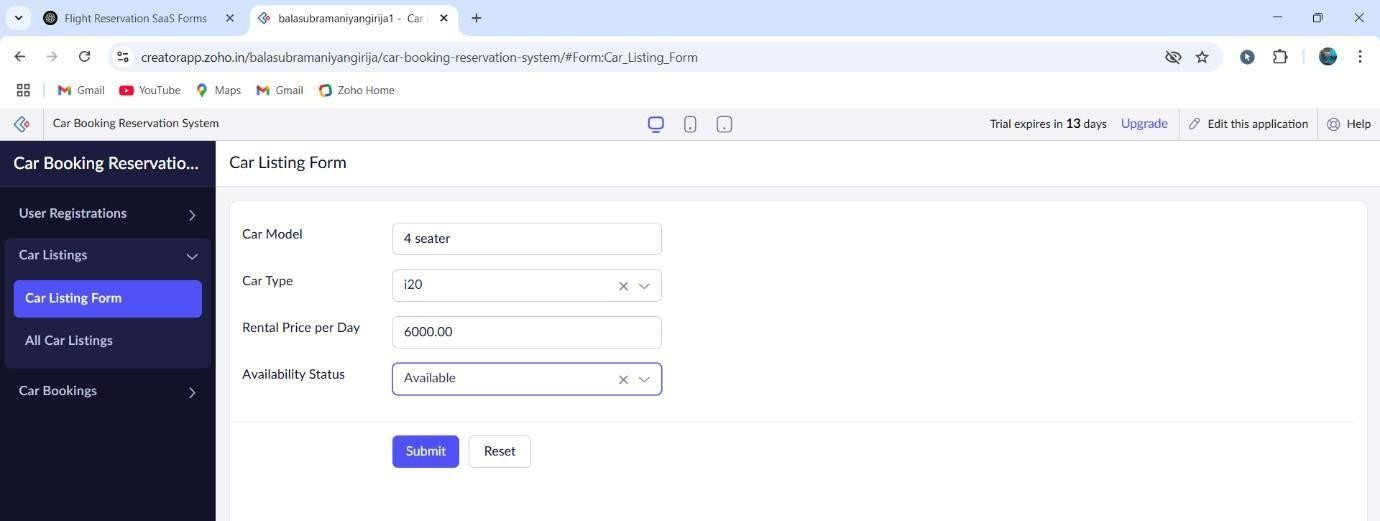 Flight Reservation SaaS Forms
balasubramaniyangirija1 - Car
creatorapp.zoho.in/balasubramaniyangirija/car-booking-reservation-system/#Form:Car_Listing_Form
Gmail YouTube Maps Gmail Zoho Home
Car Booking Reservation System
Trial expires in 13 days Upgrade Edit this application Help
Car Booking Reservatio...
Car Listing Form
User Registrations
Car Listings
Car Listing Form
All Car Listings
Car Bookings
Car Model 4 seater
Car Type i20
Rental Price per Day 6000.00
Availability Status Available
Submit Reset